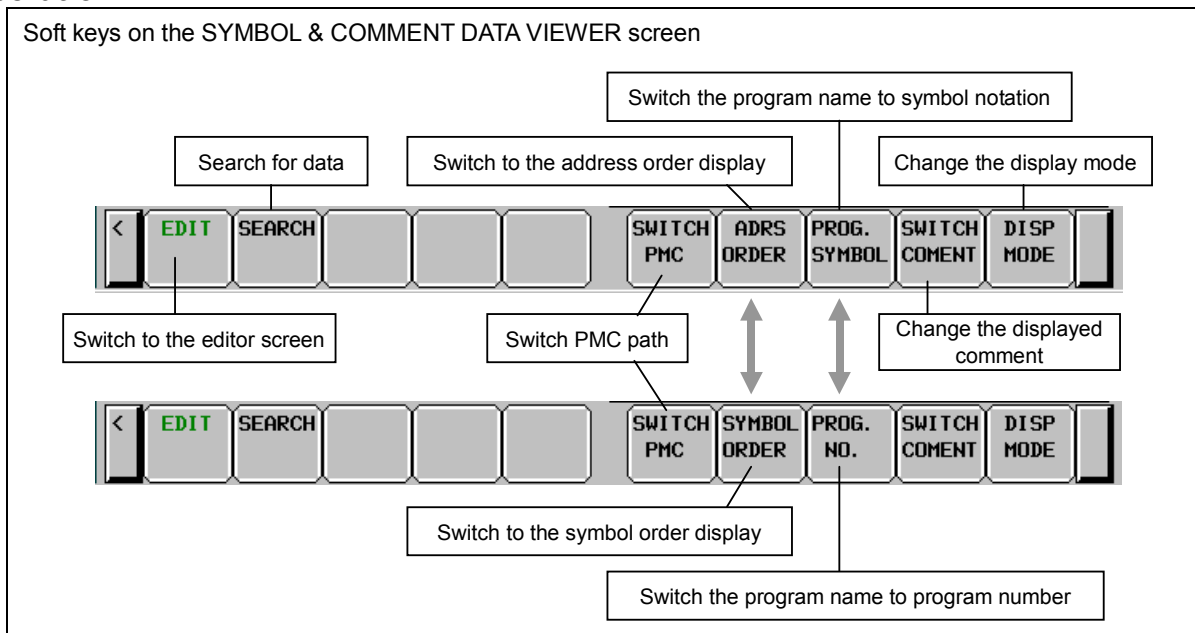 Soft keys on the SYMBOL & COMMENT DATA VIEWER screen
Switch the program name to symbol notation
Search for data
Switch to the address order display
Change the display mode
< EDIT SEARCH SWITCH PMC ADRS ORDER PROG. SYMBOL SWITCH COMENT DISP MODE
Switch to the editor screen
Switch PMC path
Change the displayed
comment
< EDIT SEARCH SWITCH PMC SYMBOL ORDER PROG. NO. SWITCH COMENT DISP MODE
Switch to the symbol order display
Switch the program name to program number